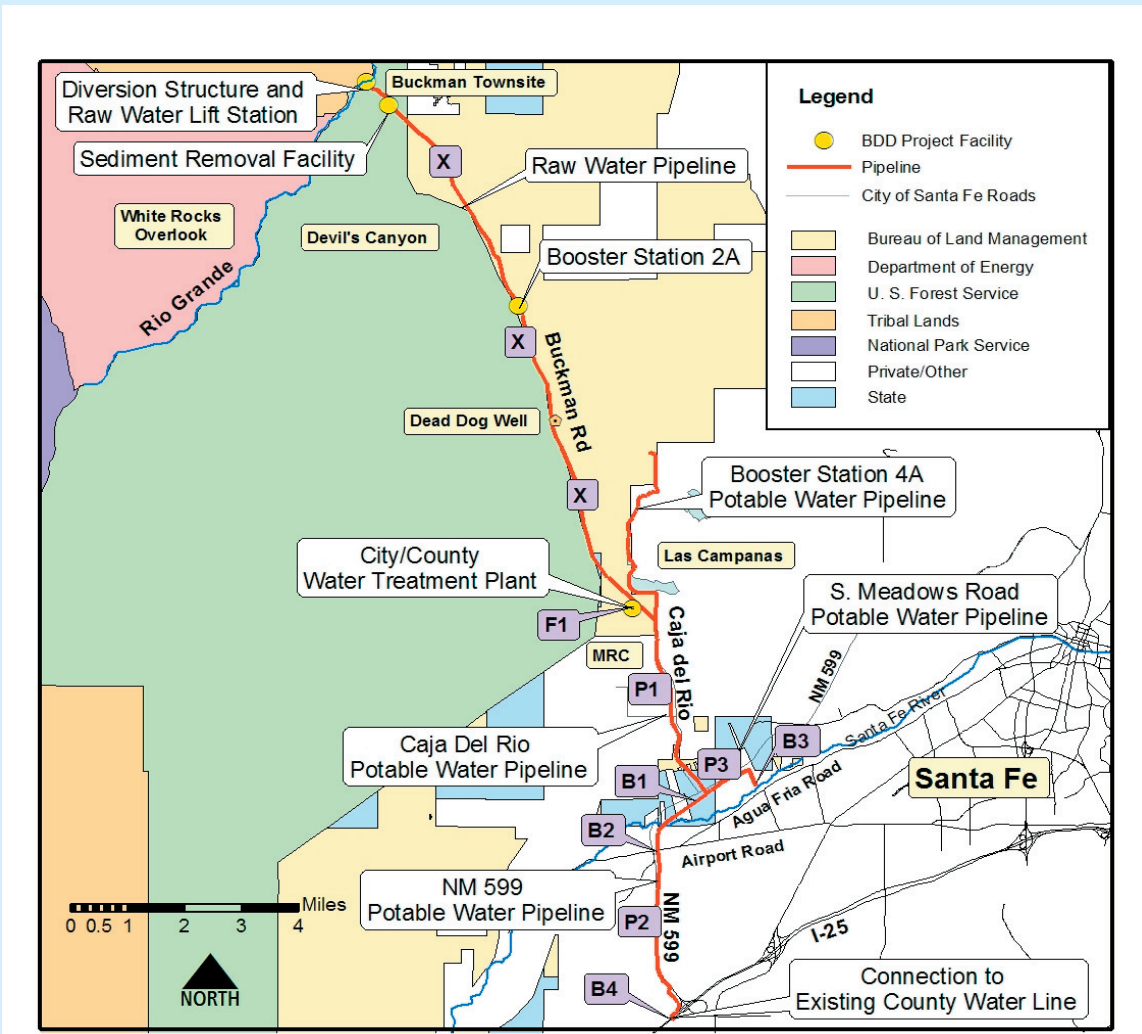 Diversion Structure and
Raw Water Lift Station
Buckman Townsite
Sediment Removal Facility
X
Raw Water Pipeline
White Rocks
Overlook
Devil's Canyon
Rio Grande
Booster Station 2A
X
Buckman Rd
Dead Dog Well
X
Booster Station 4A
Potable Water Pipeline
City/County
Water Treatment Plant
Las Campanas
S. Meadows Road
Potable Water Pipeline
F1
MRC
Caja del Rio
NM 599
P1
Santa Fe River
Caja Del Rio
Potable Water Pipeline
P3
B3
B1
Agua Fria Road
Santa Fe
B2
Airport Road
NM 599
Potable Water Pipeline
P2
NM 599
I-25
B4
Connection to
Existing County Water Line
Miles
0 0.5 1 2 3 4
NORTH
Legend
BDD Project Facility
Pipeline
City of Santa Fe Roads
Bureau of Land Management
Department of Energy
U. S. Forest Service
Tribal Lands
National Park Service
Private/Other
State